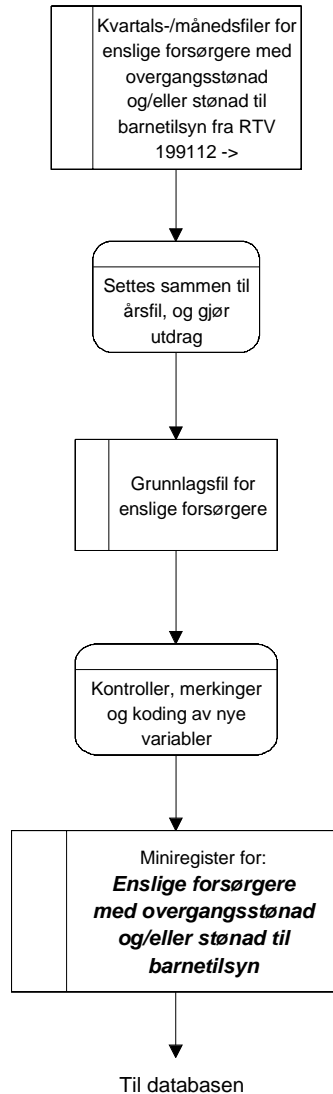 Kvartals-/månedsfiler for
enslige forsørgere med
overgangsstønad
og/eller stønad til
barnetilsyn fra RTV
199112 ->
Settes sammen til
årsfil, og gjør
utdrag
Grunnlagsfil for
enslige forsørgere
Kontroller, merkinger
og koding av nye
variabler
Miniregister for:
Enslige forsørgere
med overgangsstønad
og/eller stønad til
barnetilsyn
Til databasen